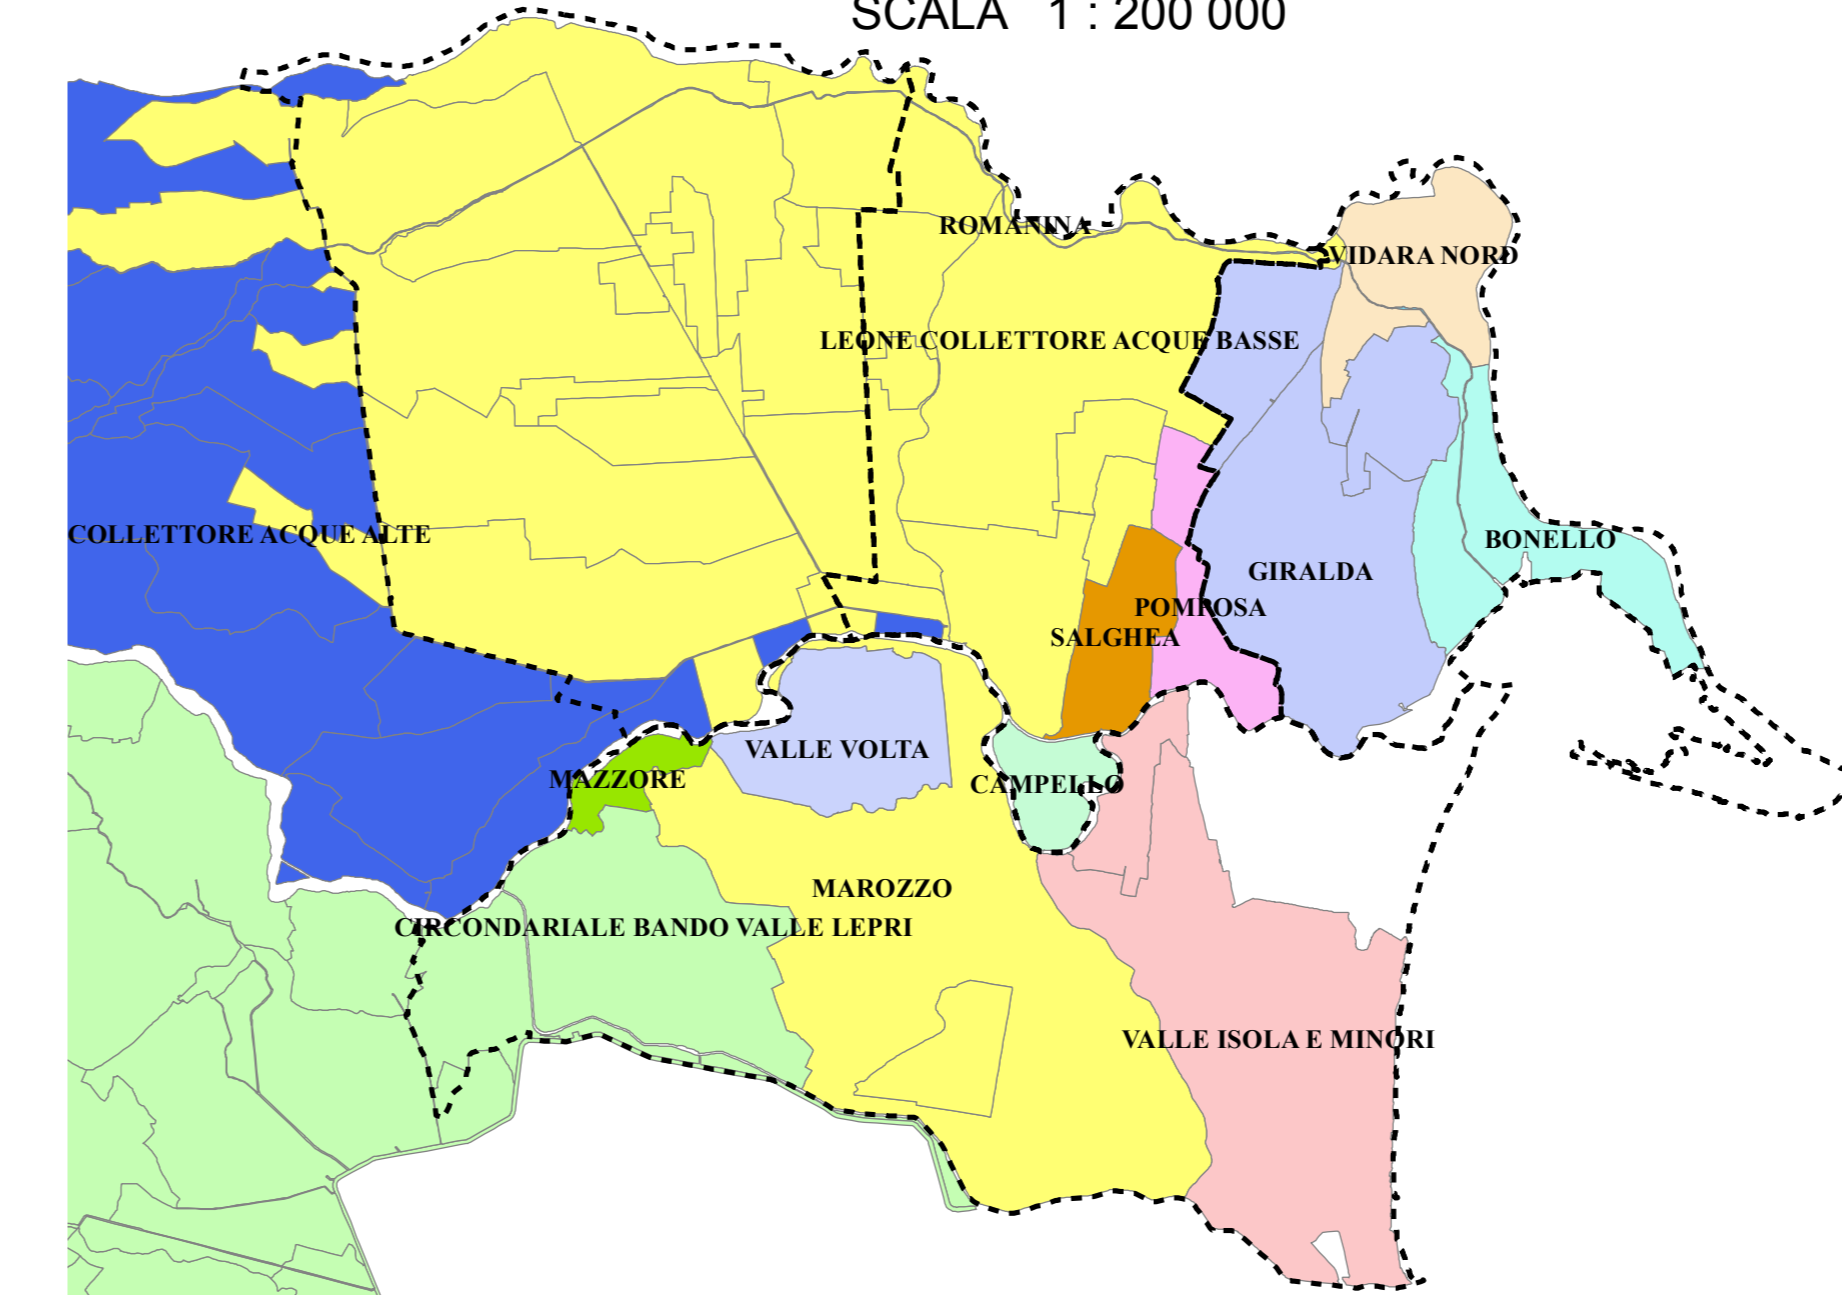 SCALA 1 : 200 000
ROMANINA
VIDARA NORD
LEONE COLLETTORE ACQUE BASSE
COLLETTORE ACQUE ALTE
BONELLO
GIRALDA
POMPOSA
SALGHEA
VALLE VOLTA
MAZZORE
CAMPELLO
MAROZZO
CIRCONDARIALE BANDO VALLE LEPRI
VALLE ISOLA E MINORI